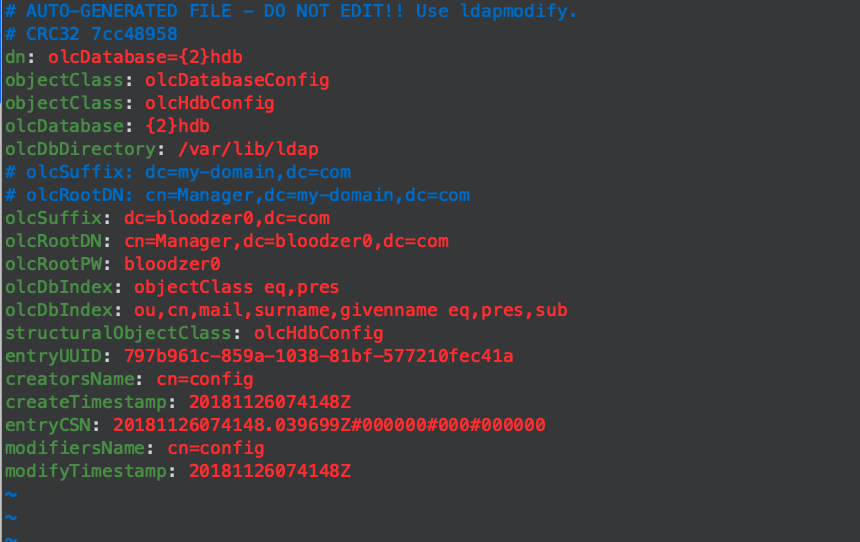 # AUTO-GENERATED FILE - DO NOT EDIT!! Use ldapmodify.
# CRC32 7cc48958
dn: olcDatabase={2}hdb
objectClass: olcDatabaseConfig
objectClass: olcHdbConfig
olcDatabase: {2}hdb
olcDbDirectory: /var/lib/ldap
# olcSuffix: dc=my-domain,dc=com
# olcRootDN: cn=Manager,dc=my-domain,dc=com
olcSuffix: dc=bloodzer0,dc=com
olcRootDN: cn=Manager,dc=bloodzer0,dc=com
olcRootPW: bloodzer0
olcDbIndex: objectClass eq,pres
olcDbIndex: ou,cn,mail,surname,givenname eq,pres,sub
structuralObjectClass: olcHdbConfig
entryUUID: 797b961c-859a-1038-81bf-577210fec41a
creatorsName: cn=config
createTimestamp: 20181126074148Z
entryCSN: 20181126074148.039699Z#000000#000#000000
modifiersName: cn=config
modifyTimestamp: 20181126074148Z
~
~
~